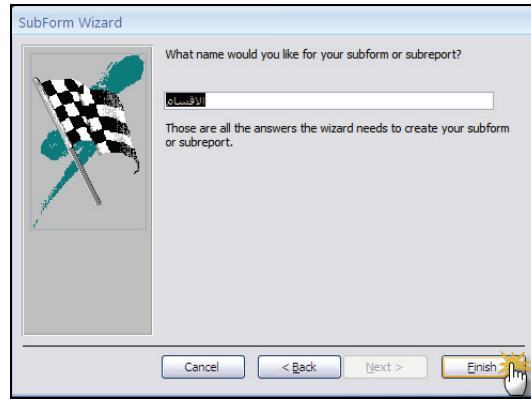 SubForm Wizard
What name would you like for your subform or subreport?
الاقسام
Those are all the answers the wizard needs to create your subform
or subreport.
Cancel
< Back
Next >
Finish